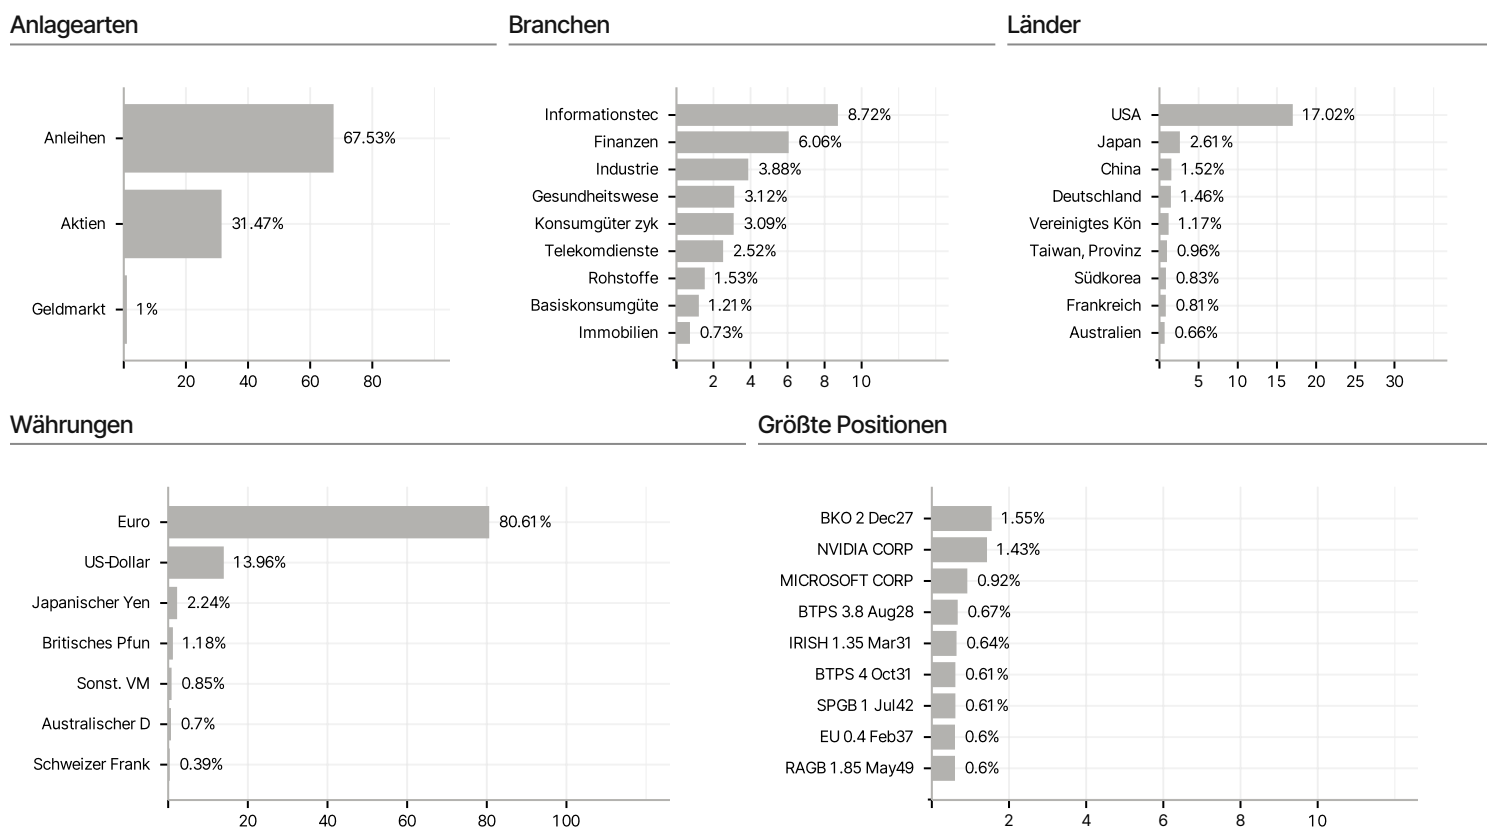 Anlagearten
Anleihen 67.53%
Aktien 31.47%
Geldmarkt 1%
20 40 60 80
Branchen
Informationstec 8.72%
Finanzen 6.06%
Industrie 3.88%
Gesundheitswese 3.12%
Konsumgüter zyk 3.09%
Telekomdienste 2.52%
Rohstoffe 1.53%
Basiskonsumgüte 1.21%
Immobilien 0.73%
2 4 6 8 10
Länder
USA 17.02%
Japan 2.61%
China 1.52%
Deutschland 1.46%
Vereinigtes Kön 1.17%
Taiwan, Provinz 0.96%
Südkorea 0.83%
Frankreich 0.81%
Australien 0.66%
5 10 15 20 25 30
Währungen
Euro 80.61%
US-Dollar 13.96%
Japanischer Yen 2.24%
Britisches Pfun 1.18%
Sonst. VM 0.85%
Australischer D 0.7%
Schweizer Frank 0.39%
20 40 60 80 100
Größte Positionen
BKO 2 Dec27 1.55%
NVIDIA CORP 1.43%
MICROSOFT CORP 0.92%
BTPS 3.8 Aug28 0.67%
IRISH 1.35 Mar31 0.64%
BTPS 4 Oct31 0.61%
SPGB 1 Jul42 0.61%
EU 0.4 Feb37 0.6%
RAGB 1.85 May49 0.6%
2 4 6 8 10